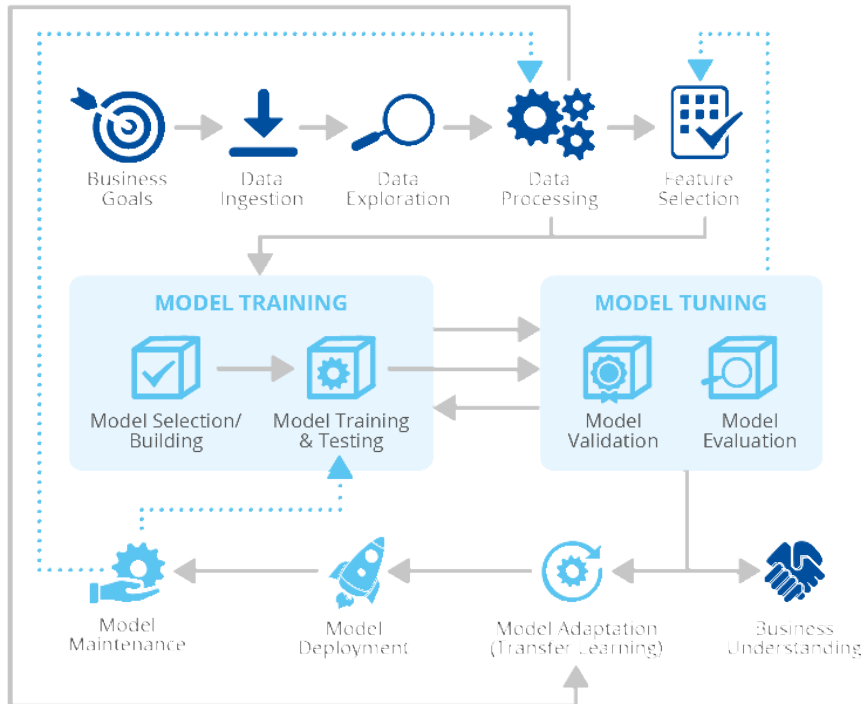 Business
Goals
Data
Ingestion
Data
Exploration
Data
Processing
Feature
Selection
MODEL TRAINING
Model Selection/
Building
Model Training
& Testing
MODEL TUNING
Model
Validation
Model
Evaluation
Model
Maintenance
Model
Deployment
Model Adaptation
(Transfer Learning)
Business
Understanding